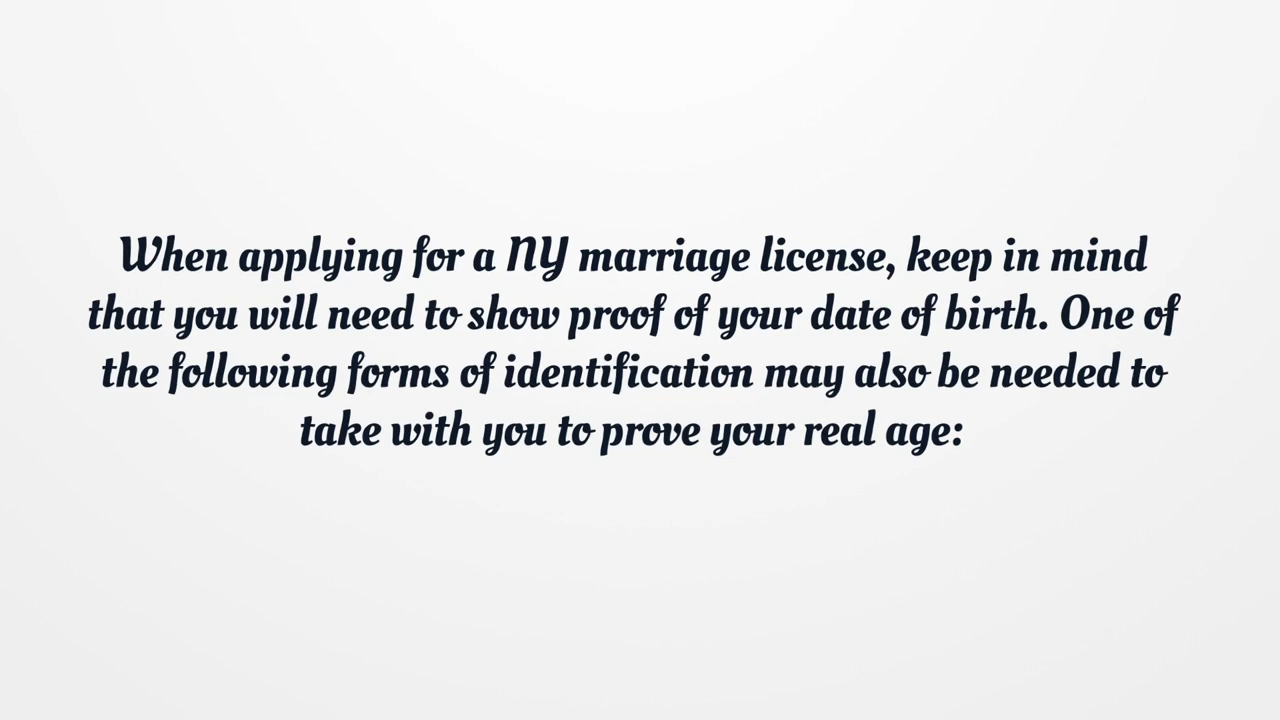 When applying for a NY marriage license, keep in mind
that you will need to show proof of your date of birth. One of
the following forms of identification may also be needed to
take with you to prove your real age: